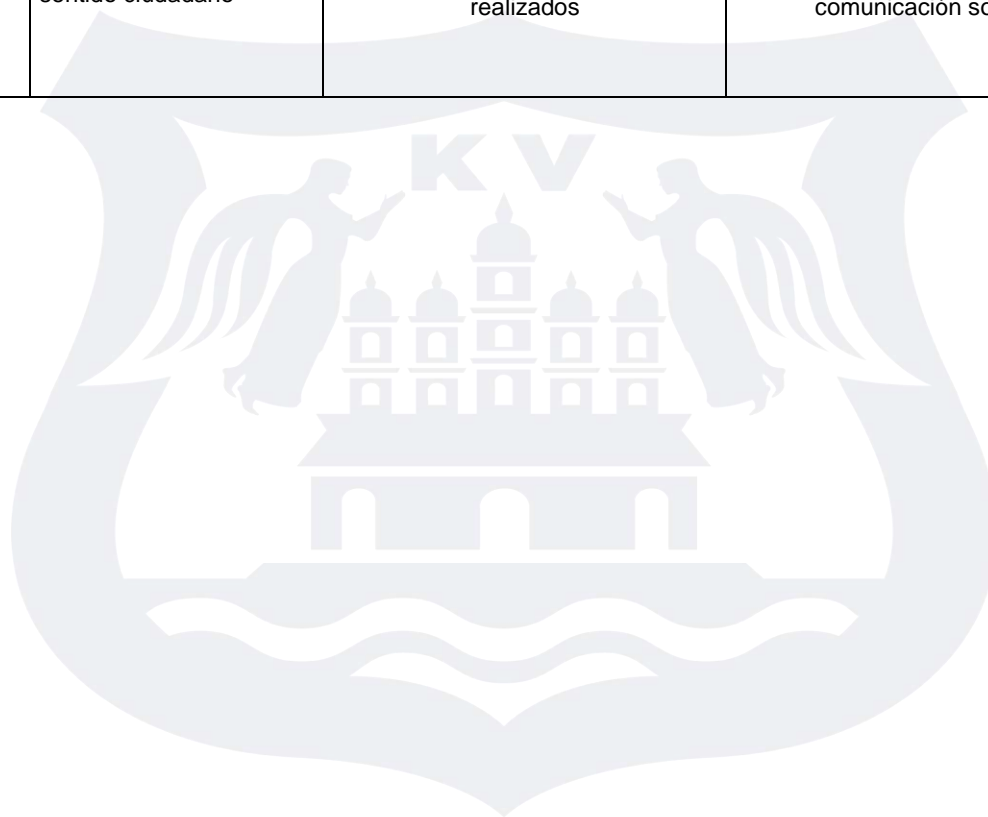 sentido ciudadano
realizados
comunicación so
K V